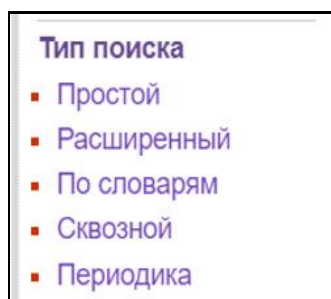 Тип поиска
Простой
Расширенный
По словарям
Сквозной
Периодика